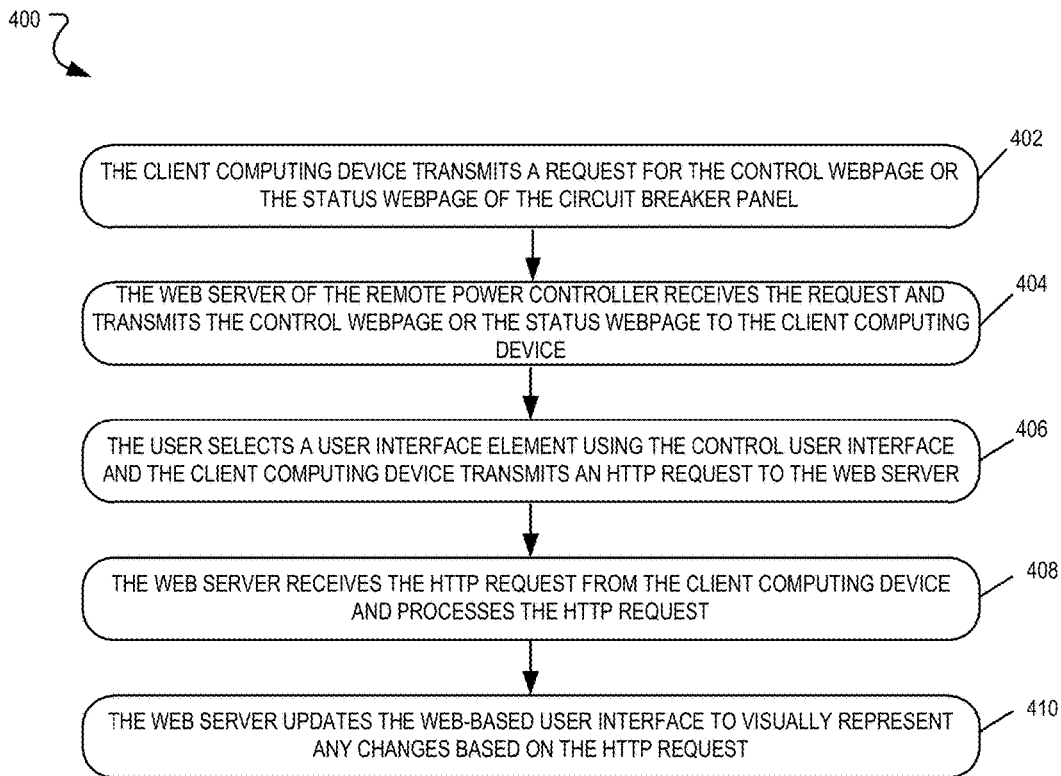 400
402
THE CLIENT COMPUTING DEVICE TRANSMITS A REQUEST FOR THE CONTROL WEBPAGE OR
THE STATUS WEBPAGE OF THE CIRCUIT BREAKER PANEL
404
THE WEB SERVER OF THE REMOTE POWER CONTROLLER RECEIVES THE REQUEST AND
TRANSMITS THE CONTROL WEBPAGE OR THE STATUS WEBPAGE TO THE CLIENT COMPUTING
DEVICE
406
THE USER SELECTS A USER INTERFACE ELEMENT USING THE CONTROL USER INTERFACE
AND THE CLIENT COMPUTING DEVICE TRANSMITS AN HTTP REQUEST TO THE WEB SERVER
408
THE WEB SERVER RECEIVES THE HTTP REQUEST FROM THE CLIENT COMPUTING DEVICE
AND PROCESSES THE HTTP REQUEST
410
THE WEB SERVER UPDATES THE WEB-BASED USER INTERFACE TO VISUALLY REPRESENT
ANY CHANGES BASED ON THE HTTP REQUEST